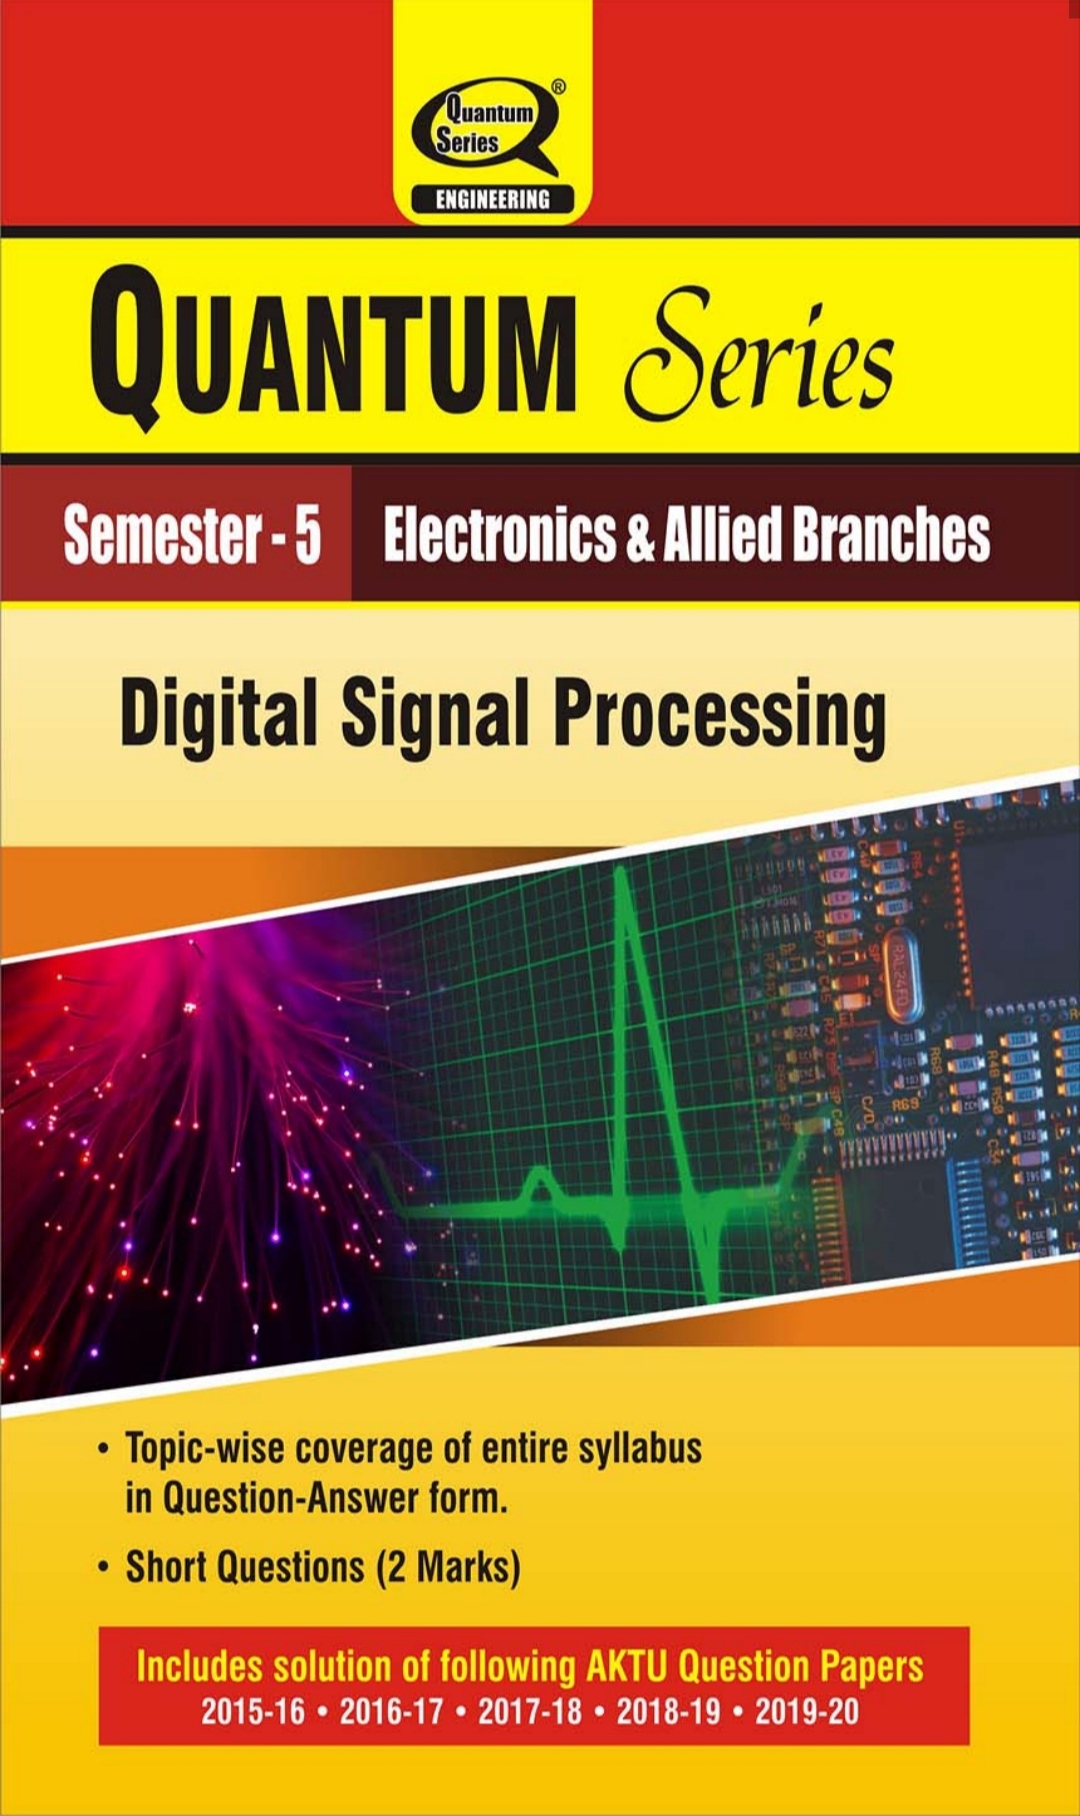 Quantum ®
Series
ENGINEERING
QUANTUM Series
Semester - 5 Electronics & Allied Branches
Digital Signal Processing
C/D R69
• Topic-wise coverage of entire syllabus
in Question-Answer form.
• Short Questions (2 Marks)
Includes solution of following AKTU Question Papers
2015-16 • 2016-17 • 2017-18 • 2018-19 • 2019-20